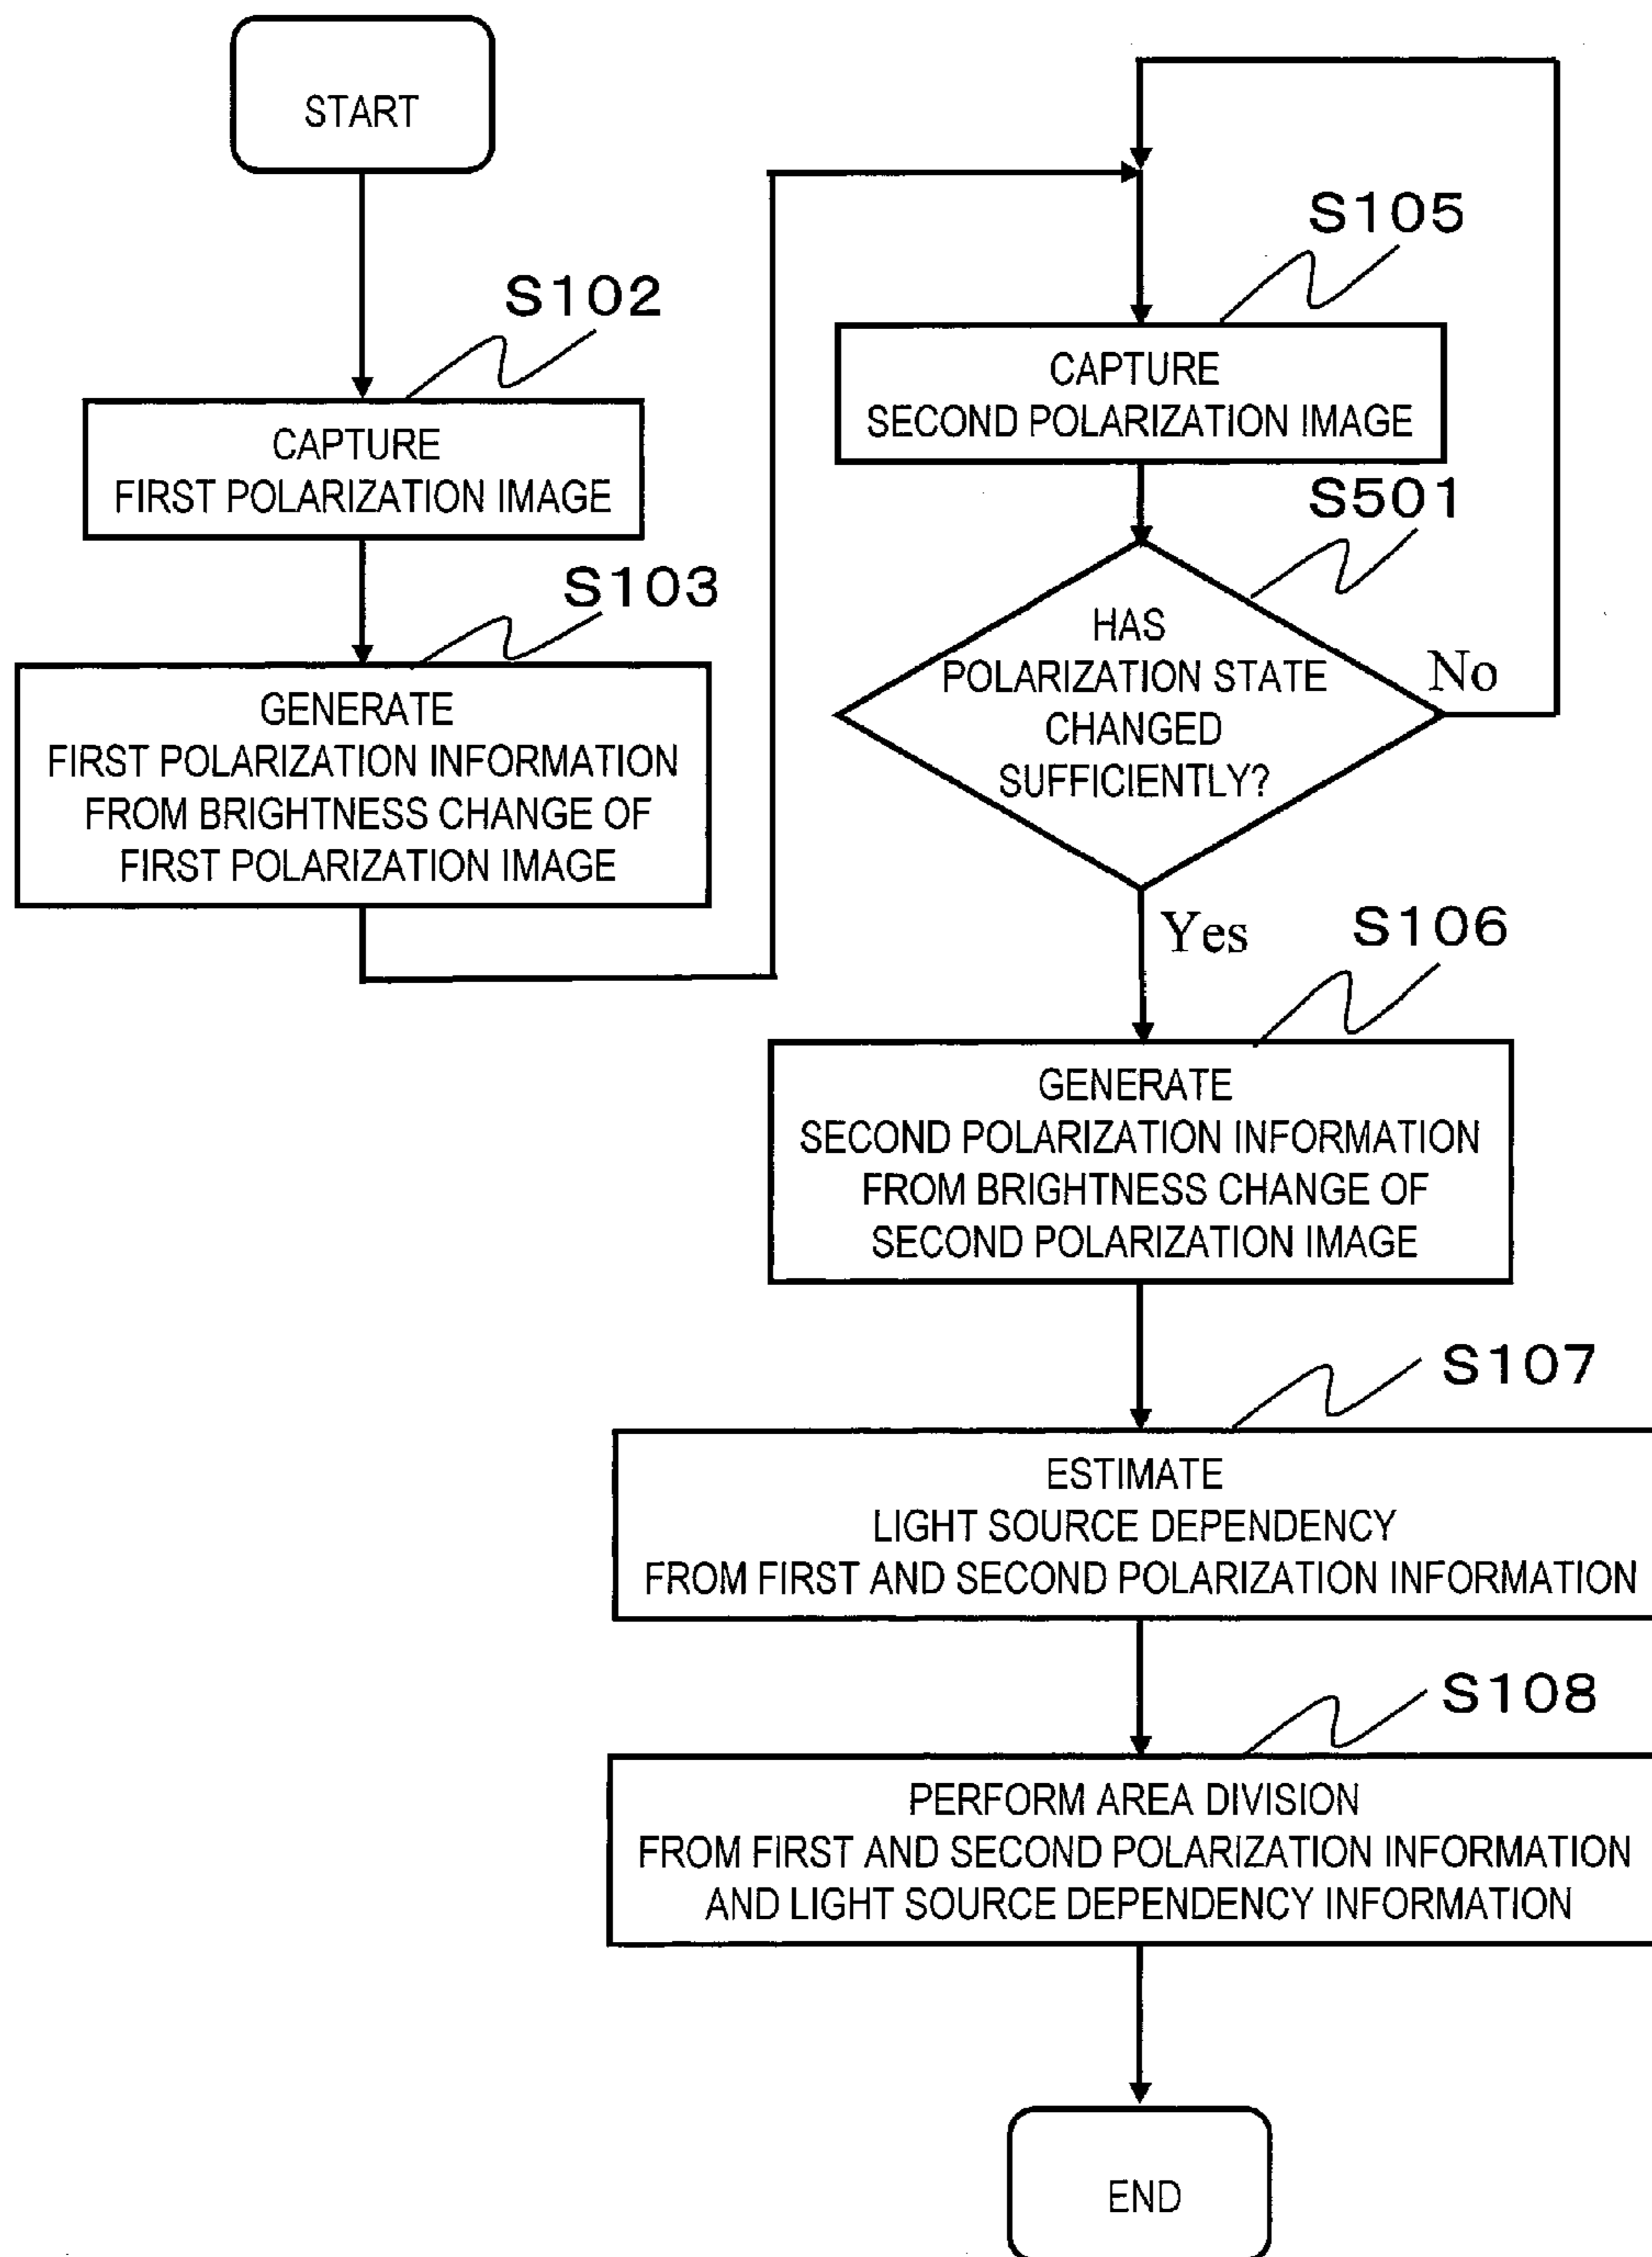 START
S102
CAPTURE
FIRST POLARIZATION IMAGE
S103
GENERATE
FIRST POLARIZATION INFORMATION
FROM BRIGHTNESS CHANGE OF
FIRST POLARIZATION IMAGE
S105
CAPTURE
SECOND POLARIZATION IMAGE
S501
HAS
POLARIZATION STATE
CHANGED
SUFFICIENTLY?
No
Yes
S106
GENERATE
SECOND POLARIZATION INFORMATION
FROM BRIGHTNESS CHANGE OF
SECOND POLARIZATION IMAGE
S107
ESTIMATE
LIGHT SOURCE DEPENDENCY
FROM FIRST AND SECOND POLARIZATION INFORMATION
S108
PERFORM AREA DIVISION
FROM FIRST AND SECOND POLARIZATION INFORMATION
AND LIGHT SOURCE DEPENDENCY INFORMATION
END